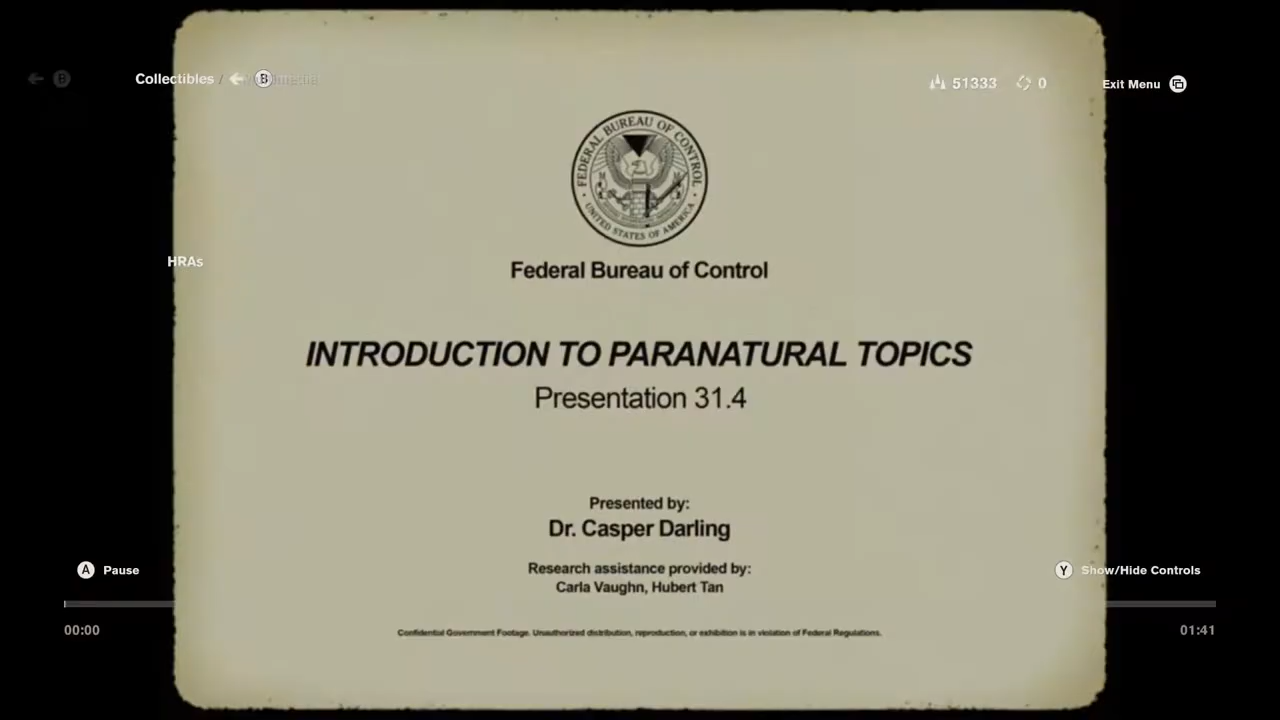 B
Collectibles / B
51333
0
Exit Menu
FEDERAL BUREAU OF CONTROL
UNITED STATES OF AMERICA
HRAs
Federal Bureau of Control
INTRODUCTION TO PARANATURAL TOPICS
Presentation 31.4
Presented by:
Dr. Casper Darling
Research assistance provided by:
Carla Vaughn, Hubert Tan
A Pause
Y Show/Hide Controls
00:00
01:41
Confidential Government Footage. Unauthorized distribution, reproduction, or exhibition is in violation of Federal Regulations.